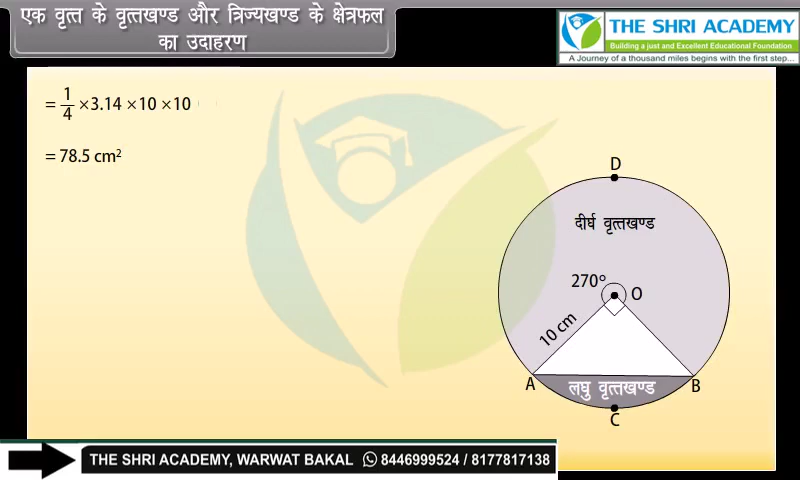 एक वृत्त के वृत्तखण्ड और त्रिज्यखण्ड के क्षेत्रफल
का उदाहरण
THE SHRI ACADEMY
Building a just and Excellent Educational Foundation
A Journey of a thousand miles begins with the first step...
= 1/4 ×3.14 ×10 ×10
= 78.5 cm²
D
दीर्घ वृत्तखण्ड
270°
O
10 cm
A
लघु वृत्तखण्ड
B
C
THE SHRI ACADEMY, WARWAT BAKAL 8446999524 / 8177817138